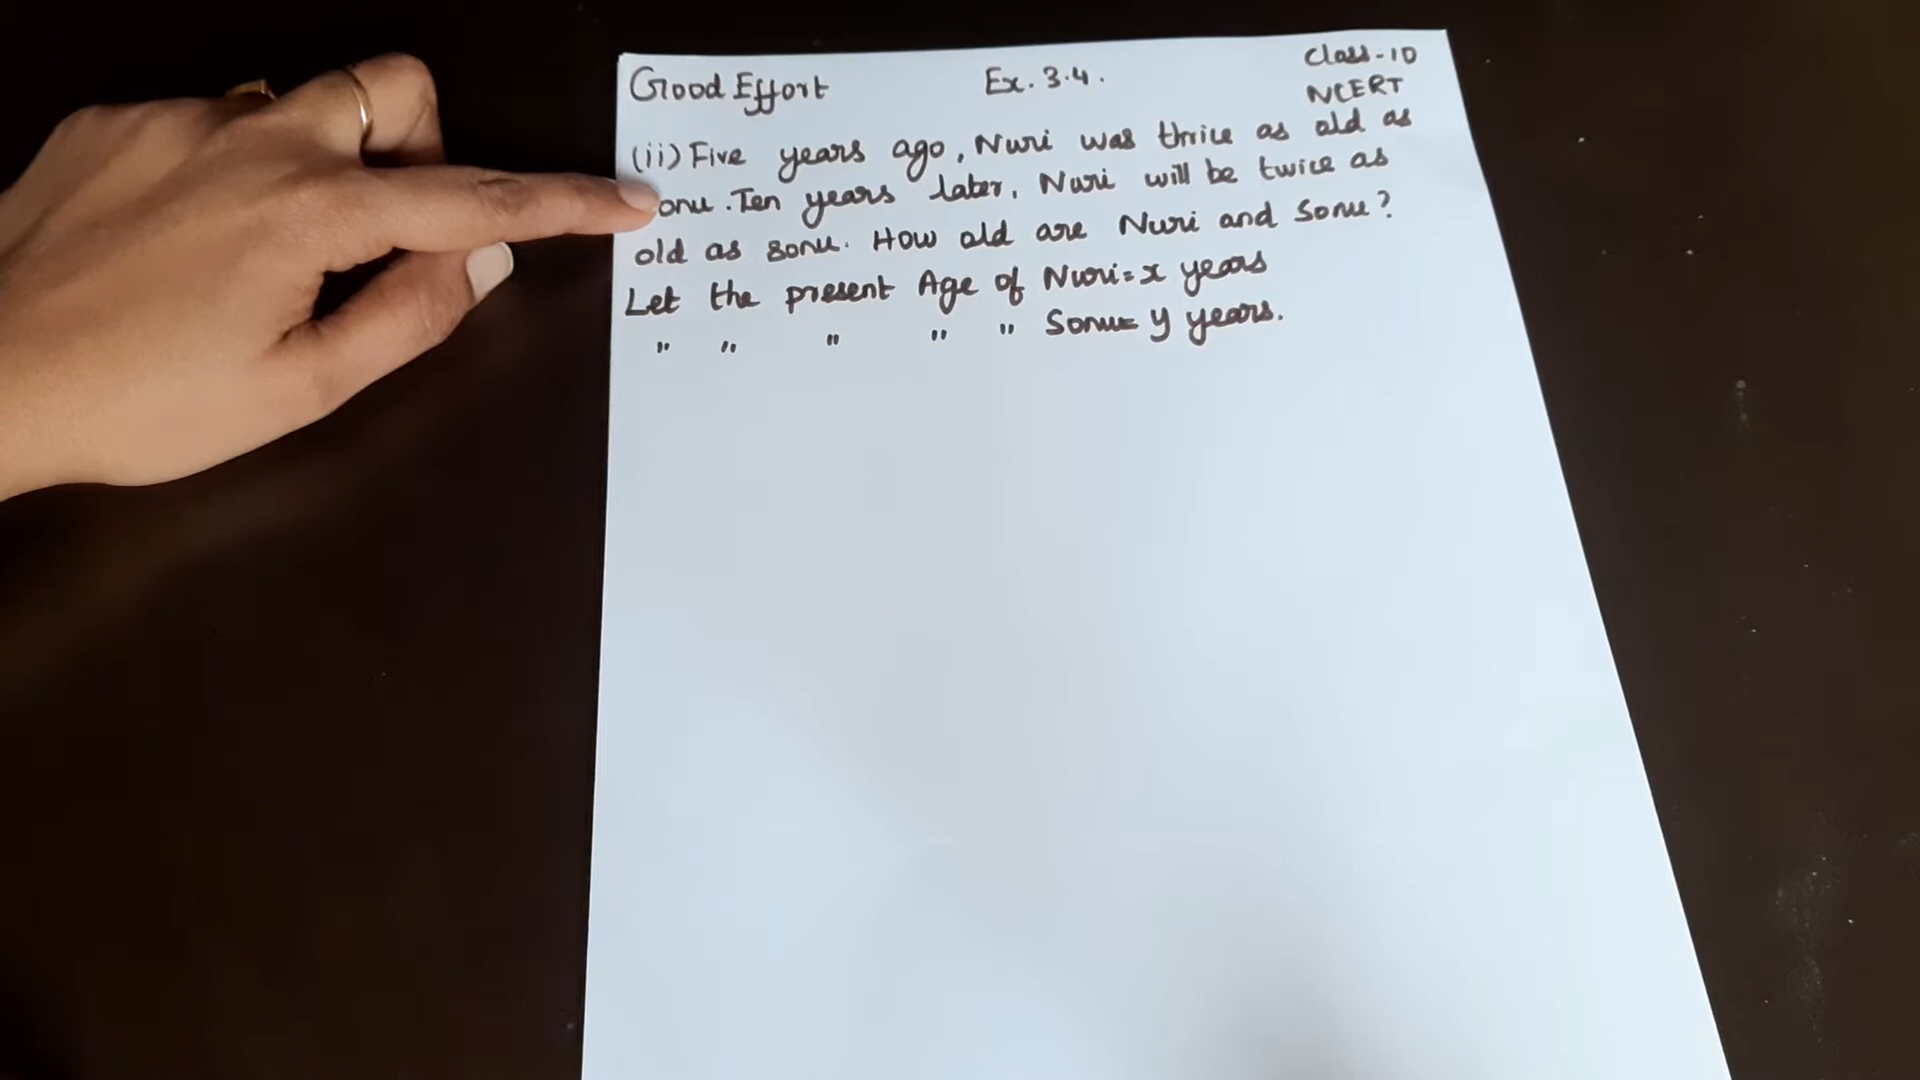 Good Effort Ex. 3.4. Class-10
NCERT
(ii) Five years ago, Nuri was thrice as old as
onu. Ten years later, Nuri will be twice as
old as sonu. How old are Nuri and Sonu?
Let the present Age of Nuri = x years
" " " " " Sonu = y years.